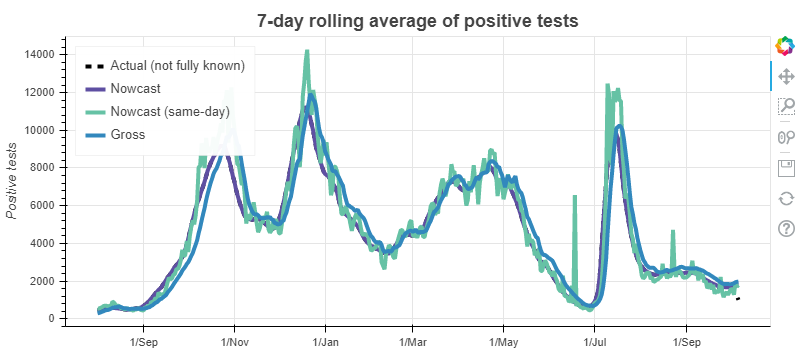 7-day rolling average of positive tests
14000
12000
10000
8000
6000
4000
2000
0
Positive tests
Actual (not fully known)
Nowcast
Nowcast (same-day)
Gross
1/Sep
1/Nov
1/Jan
1/Mar
1/May
1/Jul
1/Sep